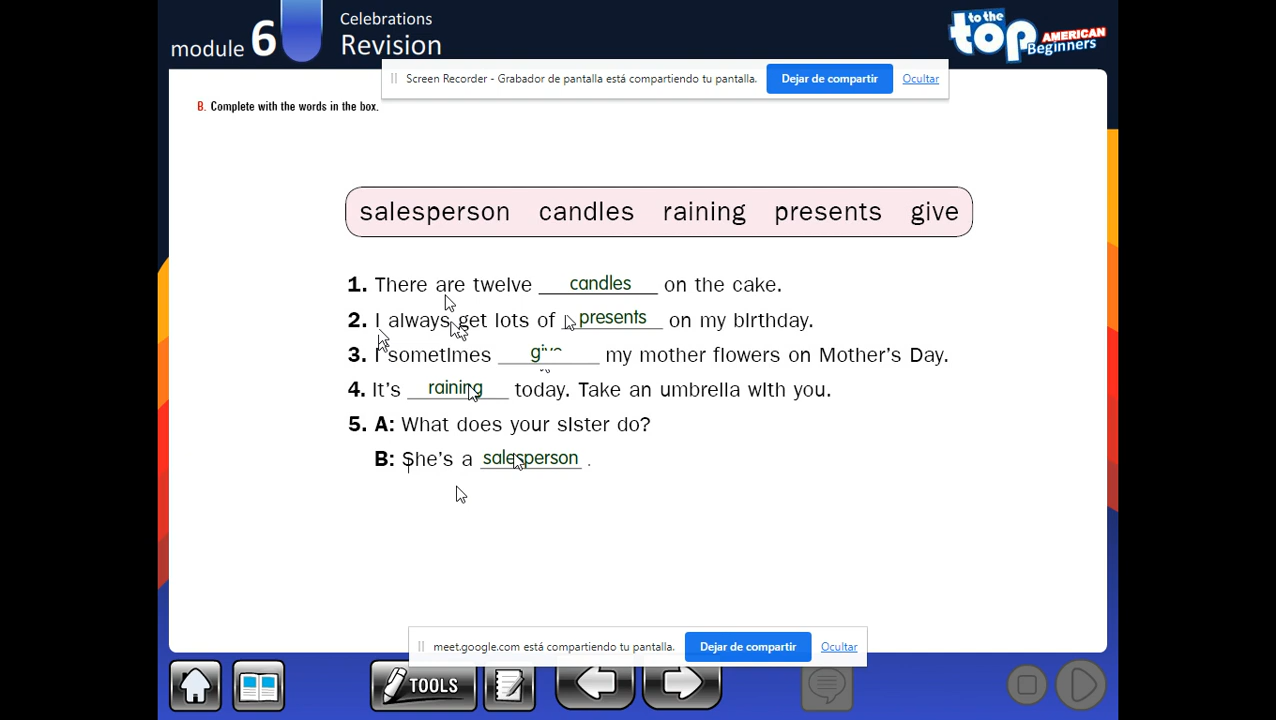 module 6
Celebrations
Revision
to the top AMERICAN Beginners
Screen Recorder - Grabador de pantalla está compartiendo tu pantalla. Dejar de compartir Ocultar
B. Complete with the words in the box.
salesperson candles raining presents give
1. There are twelve candles on the cake.
2. I always get lots of presents on my birthday.
3. I sometimes give my mother flowers on Mother's Day.
4. It's raining today. Take an umbrella with you.
5. A: What does your sister do?
B: She's a salesperson .
meet.google.com está compartiendo tu pantalla. Dejar de compartir Ocultar
TOOLS